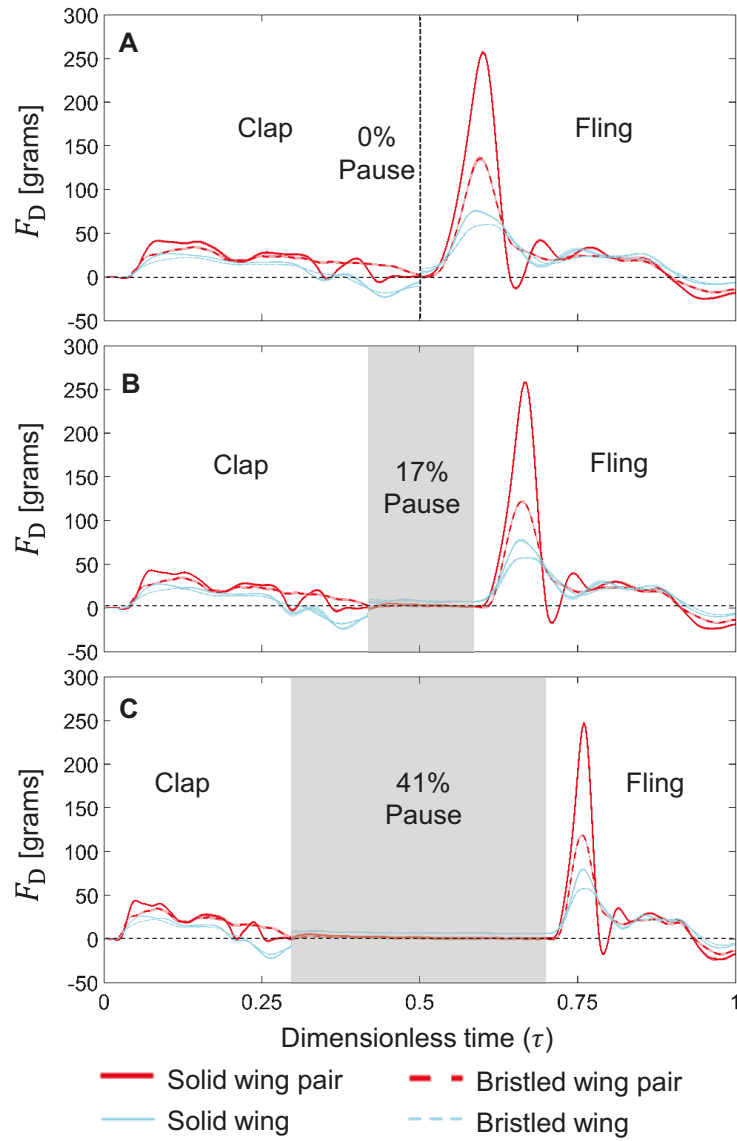 300
A
250
F_D [grams]
200
Clap
0%
Pause
Fling
150
100
50
0
-50
300
B
250
F_D [grams]
200
Clap
17%
Pause
Fling
150
100
50
0
-50
300
C
250
F_D [grams]
200
Clap
41%
Pause
Fling
150
100
50
0
-50
0 0.25 0.5 0.75 1
Dimensionless time (τ)
Solid wing pair Bristled wing pair
Solid wing Bristled wing